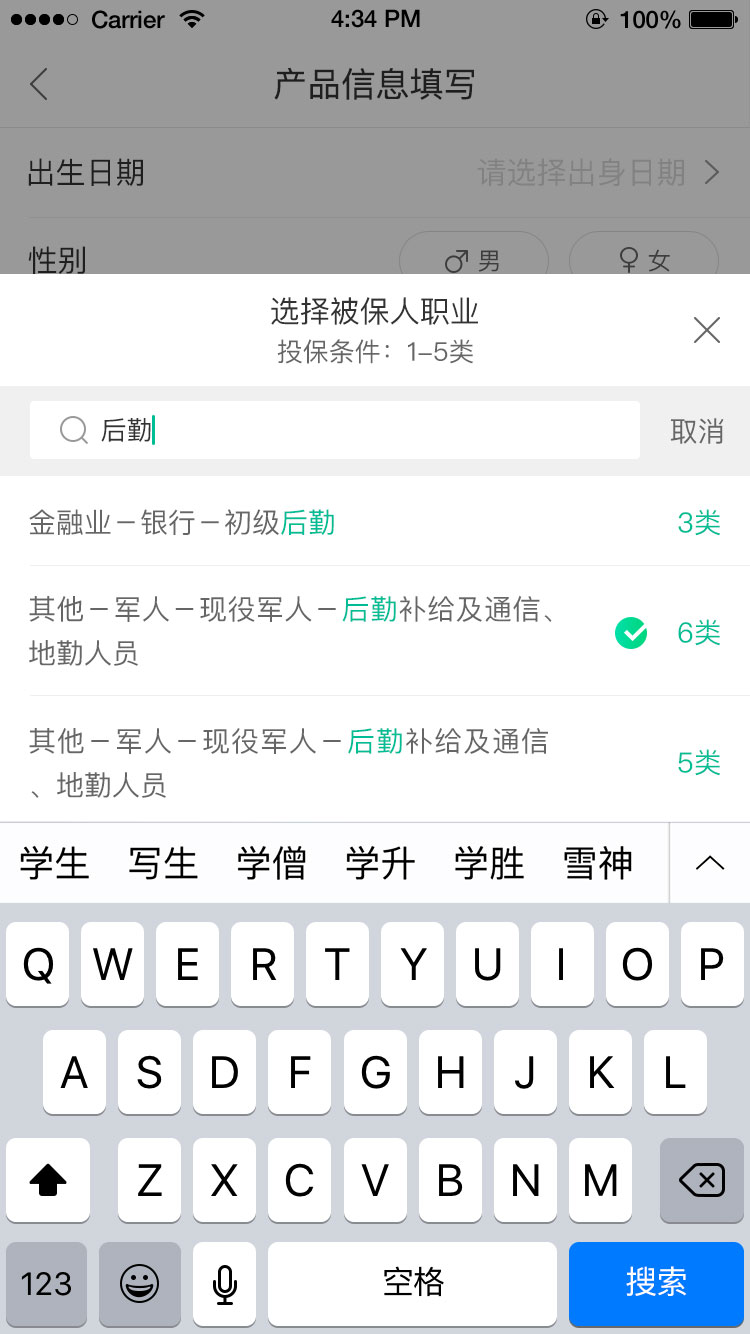 Carrier 4:34 PM 100%
产品信息填写
出生日期 请选择出身日期
性别 男 女
选择被保人职业
投保条件：1–5类
后勤 取消
金融业－银行－初级后勤 3类
其他－军人－现役军人－后勤补给及通信、
地勤人员 6类
其他－军人－现役军人－后勤补给及通信
、地勤人员 5类
学生 写生 学僧 学升 学胜 雪神
Q W E R T Y U I O P
A S D F G H J K L
Z X C V B N M
123 空格 搜索